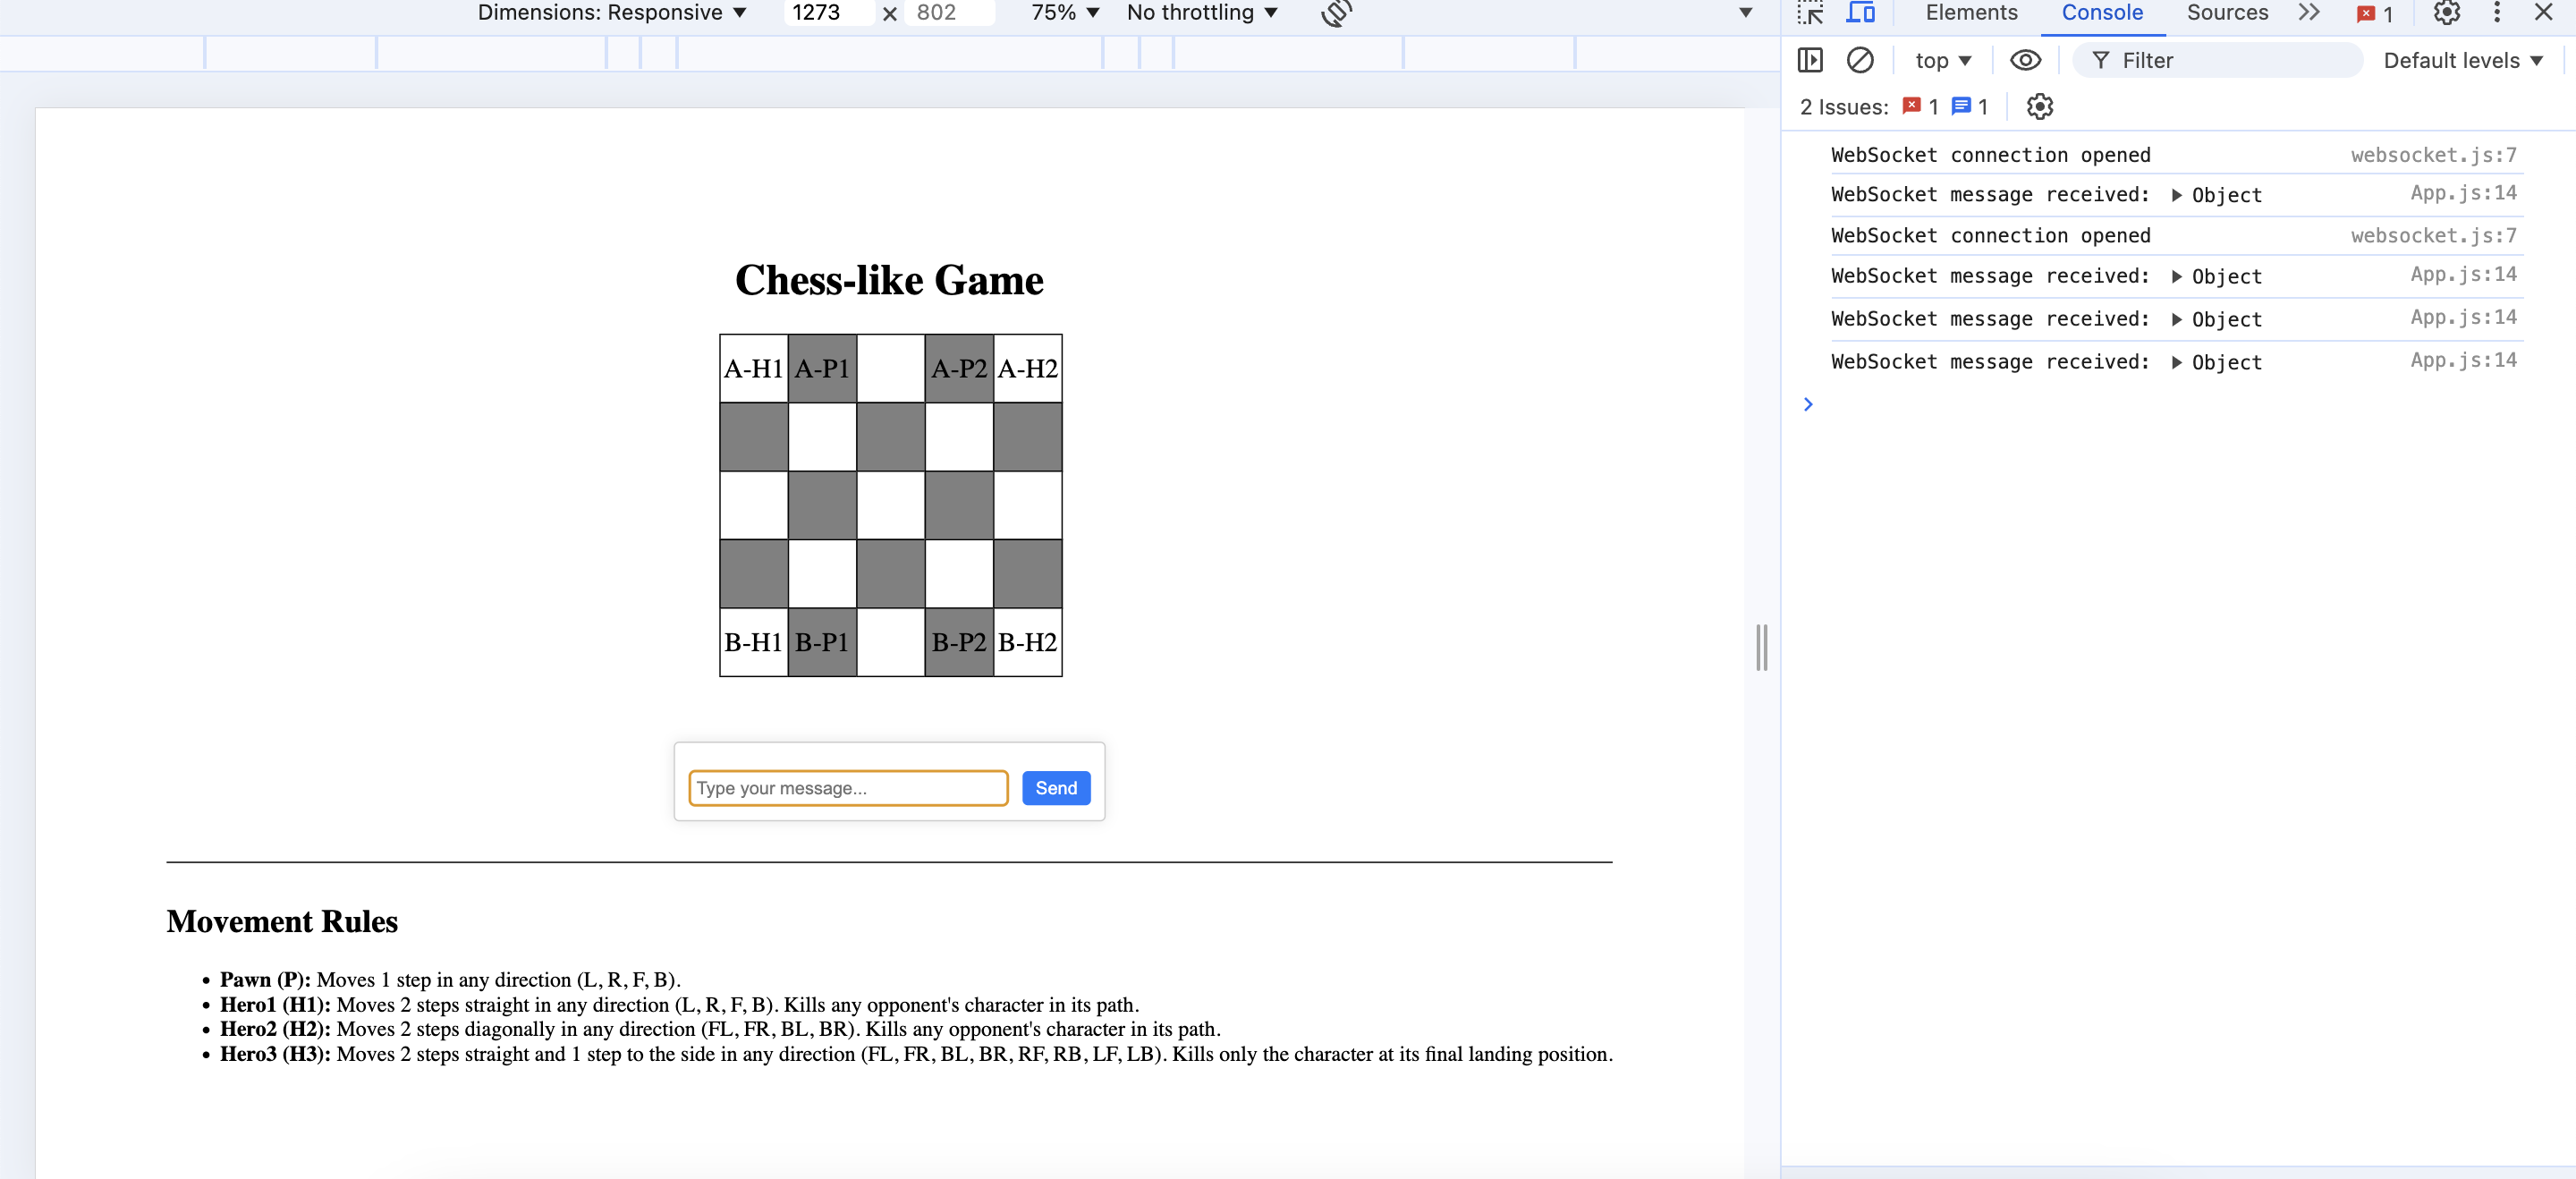 Dimensions: Responsive ▼ 1273 × 802 75% ▼ No throttling ▼
Elements Console Sources 1
top ▼ Filter Default levels ▼
2 Issues: 1 1
WebSocket connection opened websocket.js:7
WebSocket message received: ▶ Object App.js:14
WebSocket connection opened websocket.js:7
WebSocket message received: ▶ Object App.js:14
WebSocket message received: ▶ Object App.js:14
WebSocket message received: ▶ Object App.js:14
Chess-like Game
A-H1 A-P1 A-P2 A-H2
B-H1 B-P1 B-P2 B-H2
Type your message... Send
Movement Rules
• Pawn (P): Moves 1 step in any direction (L, R, F, B).
• Hero1 (H1): Moves 2 steps straight in any direction (L, R, F, B). Kills any opponent's character in its path.
• Hero2 (H2): Moves 2 steps diagonally in any direction (FL, FR, BL, BR). Kills any opponent's character in its path.
• Hero3 (H3): Moves 2 steps straight and 1 step to the side in any direction (FL, FR, BL, BR, RF, RB, LF, LB). Kills only the character at its final landing position.